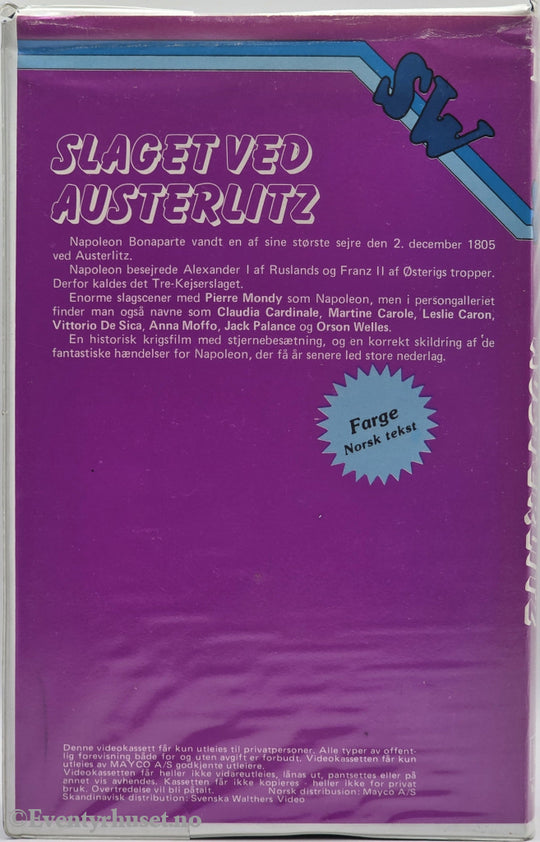 SW
SLAGET VED
AUSTERLITZ
Napoleon Bonaparte vandt en af sine største sejre den 2. december 1805
ved Austerlitz.
Napoleon besejrede Alexander I af Ruslands og Franz II af Østerigs tropper.
Derfor kaldes det Tre-Kejserslaget.
Enorme slagscener med Pierre Mondy som Napoleon, men i persongalleriet
finder man også navne som Claudia Cardinale, Martine Carole, Leslie Caron,
Vittorio De Sica, Anna Moffo, Jack Palance og Orson Welles.
En historisk krigsfilm med stjernebesætning, og en korrekt skildring af de
fantastiske hændelser for Napoleon, der få år senere led store nederlag.
Farge
Norsk tekst
Denne videokassett får kun utleies til privatpersoner. Alle typer av offent-
lig forevisning både for og uten avgift er forbudt. Videokassetten får kun
utleies av MAYCO A/S godkjente utleiere.
Videokassetten får heller ikke vidareutleies, lånas ut, pantsettes eller på
annet vis avhendes. Kassetten får ikke kopieres - heller ikke for privat
bruk. Overtredelse vil bli påtalt. Norsk distribusion: Mayco A/S
Skandinavisk distribution: Svenska Walthers Video
©Eventyrhuset.no